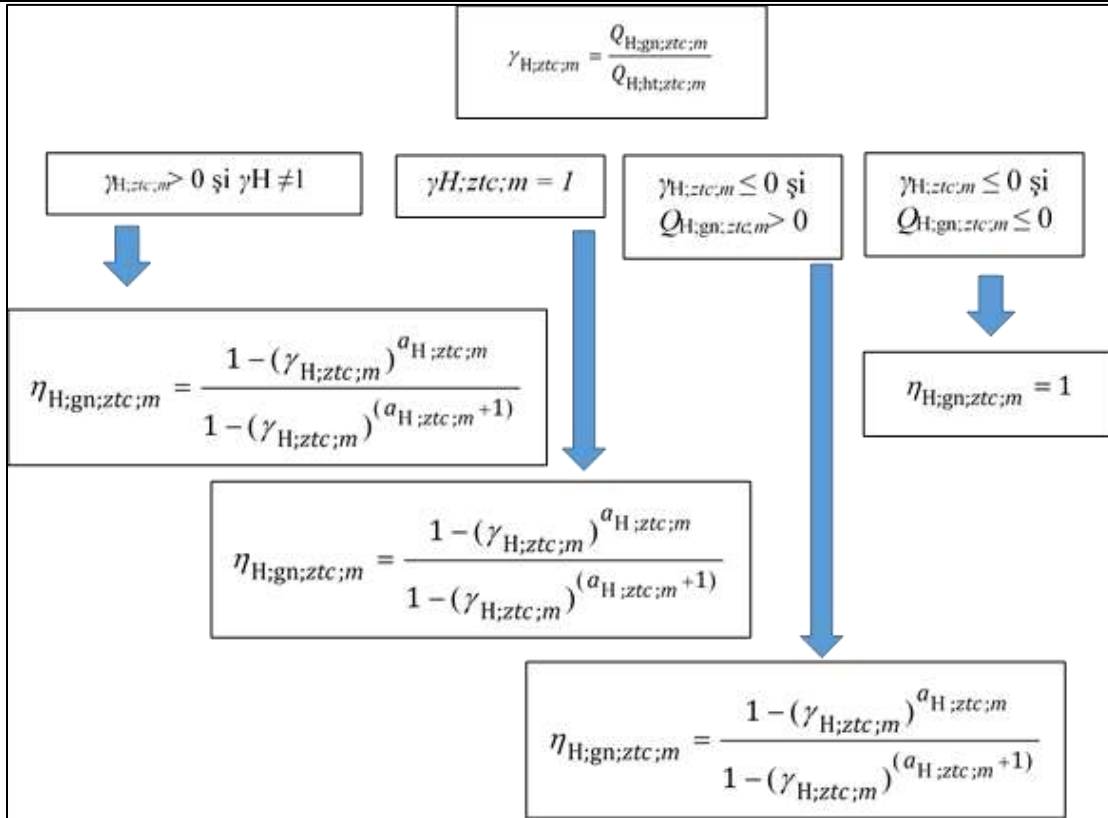 γH;ztc;m = QH;gn;ztc;m / QH;ht;ztc;m
γH;ztc;m> 0 şi γH ≠1
γH;ztc;m = 1
γH;ztc;m ≤ 0 şi
QH;gn;ztc;m> 0
γH;ztc;m ≤ 0 şi
QH;gn;ztc;m ≤ 0
ηH;gn;ztc;m = 1 − (γH;ztc;m)^aH;ztc;m / 1 − (γH;ztc;m)^(aH;ztc;m +1)
ηH;gn;ztc;m = 1
ηH;gn;ztc;m = 1 − (γH;ztc;m)^aH;ztc;m / 1 − (γH;ztc;m)^(aH;ztc;m +1)
ηH;gn;ztc;m = 1 − (γH;ztc;m)^aH;ztc;m / 1 − (γH;ztc;m)^(aH;ztc;m +1)